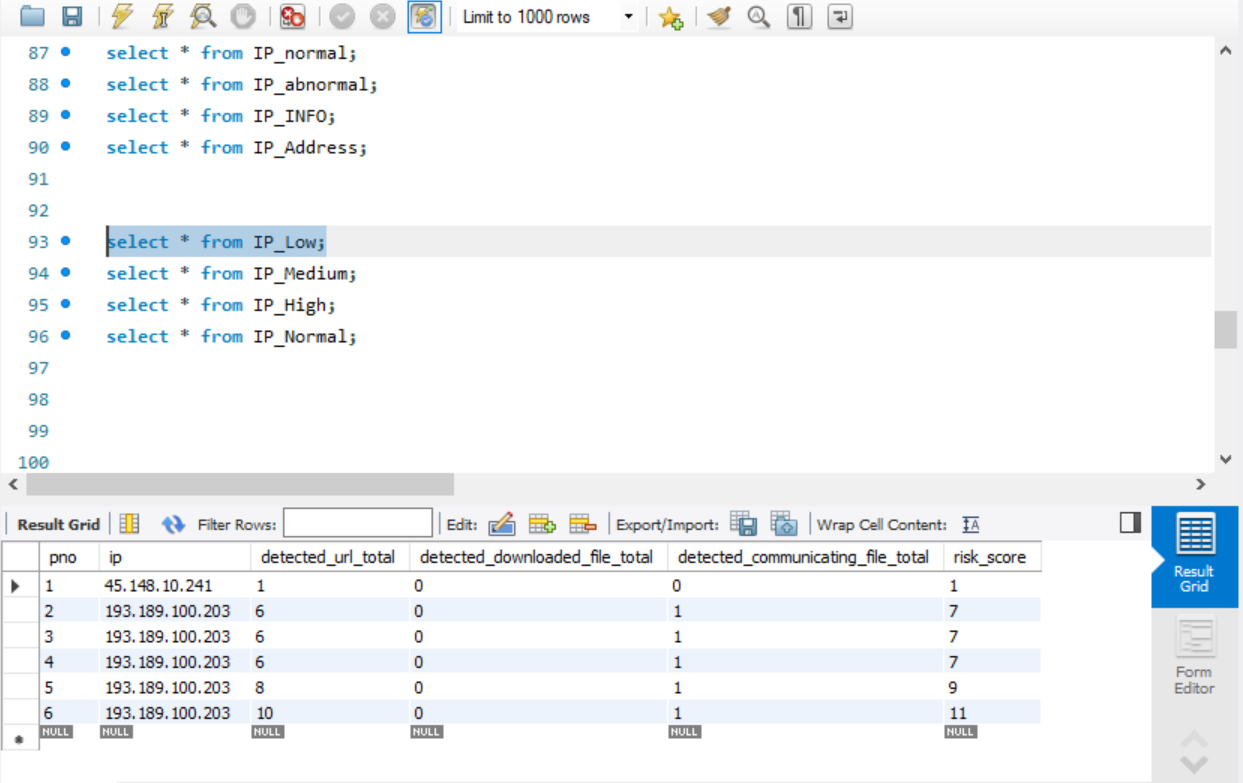 Limit to 1000 rows
87 select * from IP_normal;
88 select * from IP_abnormal;
89 select * from IP_INFO;
90 select * from IP_Address;
91
92
93 select * from IP_Low;
94 select * from IP_Medium;
95 select * from IP_High;
96 select * from IP_Normal;
97
98
99
100
Result Grid Filter Rows: Edit: Export/Import: Wrap Cell Content: IA
pno ip detected_url_total detected_downloaded_file_total detected_communicating_file_total risk_score
1 45.148.10.241 1 0 0 1
2 193.189.100.203 6 0 1 7
3 193.189.100.203 6 0 1 7
4 193.189.100.203 6 0 1 7
5 193.189.100.203 8 0 1 9
6 193.189.100.203 10 0 1 11
NULL NULL NULL NULL NULL NULL
Result
Grid
Form
Editor